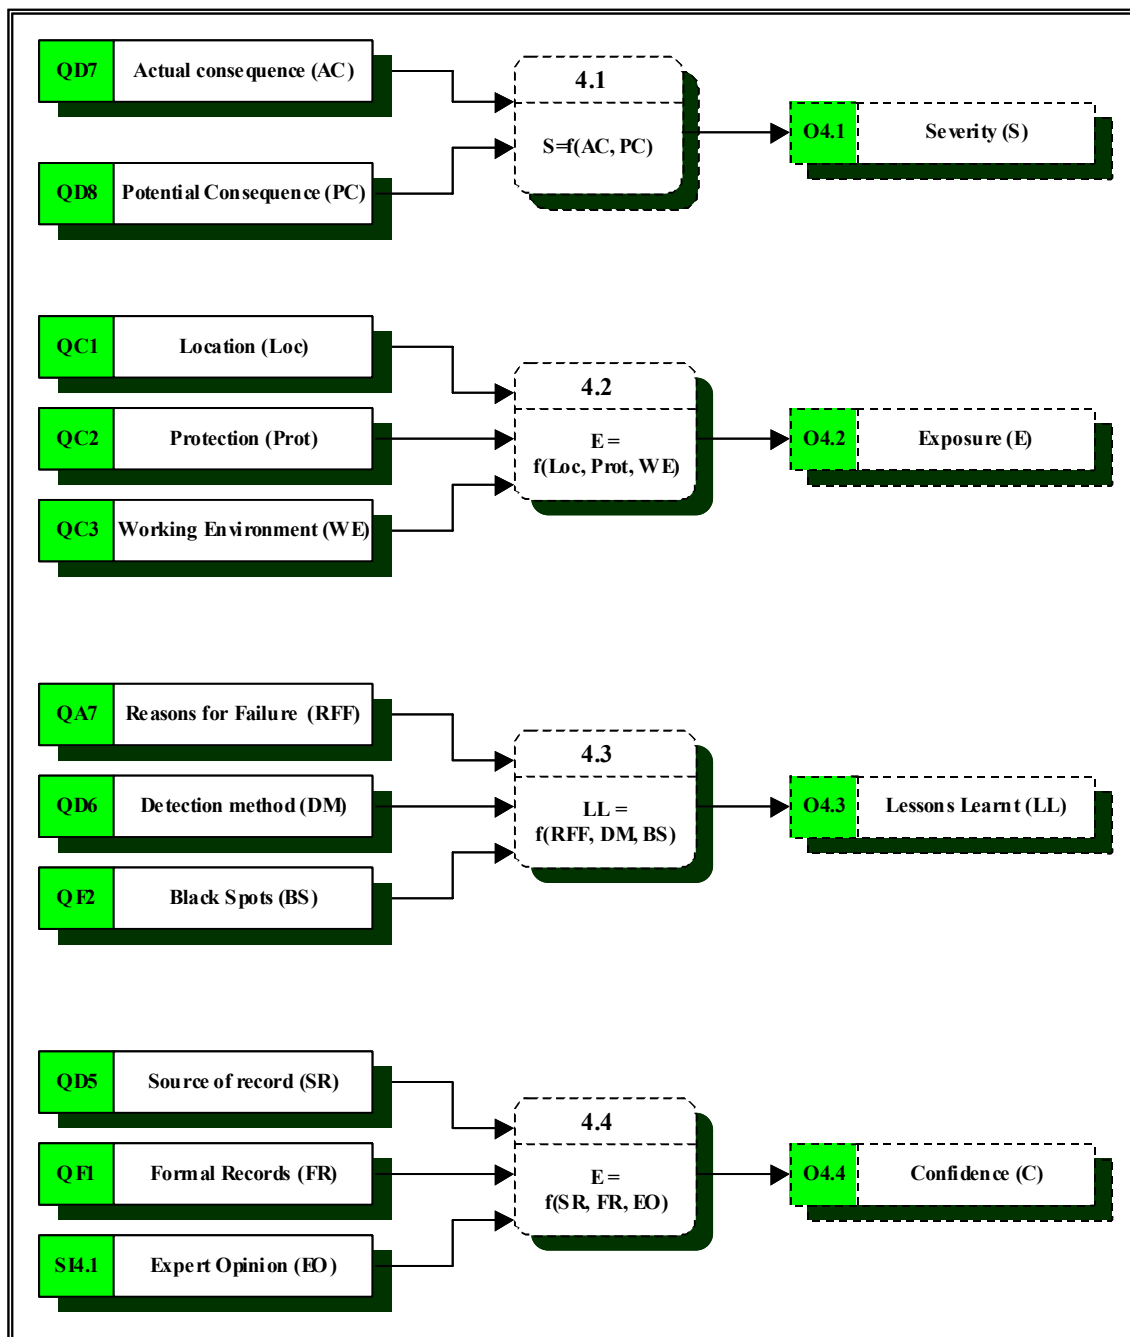 QD7 Actual consequence (AC)
QD8 Potential Consequence (PC)
4.1
S=f(AC, PC)
O4.1 Severity (S)
QC1 Location (Loc)
QC2 Protection (Prot)
QC3 Working Environment (WE)
4.2
E =
f(Loc, Prot, WE)
O4.2 Exposure (E)
QA7 Reasons for Failure (RFF)
QD6 Detection method (DM)
QF2 Black Spots (BS)
4.3
LL =
f(RFF, DM, BS)
O4.3 Lessons Learnt (LL)
QD5 Source of record (SR)
QF1 Formal Records (FR)
SI4.1 Expert Opinion (EO)
4.4
E =
f(SR, FR, EO)
O4.4 Confidence (C)